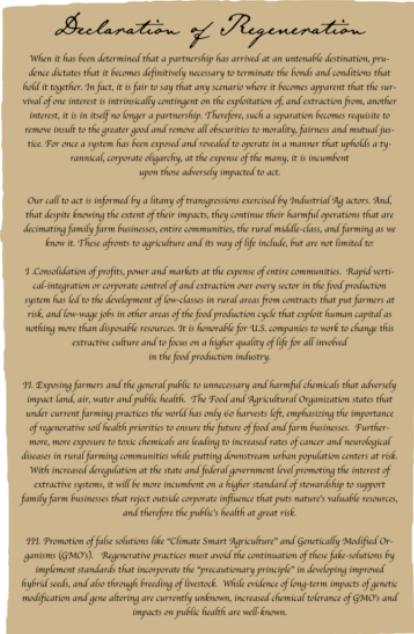 Declaration of Regeneration
When it has been determined that a partnership has arrived at an untenable destination, pru-
dence dictates that it becomes definitively necessary to terminate the bonds and conditions that
hold it together. In fact, it is fair to say that any scenario where it becomes apparent that the sur-
vival of one interest is intrinsically contingent on the exploitation of, and extraction from, another
interest, it is in itself no longer a partnership. Therefore, such a separation becomes requisite to
remove insult to the greater good and remove all obscurities to morality, fairness and mutual jus-
tice. For once a system has been exposed and revealed to operate in a manner that upholds a ty-
rannical, corporate oligarchy, at the expense of the many, it is incumbent
upon those adversely impacted to act.
Our call to act is informed by a litany of transgressions exercised by Industrial Ag actors. And,
that despite knowing the extent of their impacts, they continue their harmful operations that are
decimating family farm businesses, entire communities, the rural middle-class, and farming as we
know it. These afronts to agriculture and its way of life include, but are not limited to:
I .Consolidation of profits, power and markets at the expense of entire communities. Rapid verti-
cal-integration or corporate control of and extraction over every sector in the food production
system has led to the development of low-classes in rural areas from contracts that put farmers at
risk, and low-wage jobs in other areas of the food production cycle that exploit human capital as
nothing more than disposable resources. It is honorable for U.S. companies to work to change this
extractive culture and to focus on a higher quality of life for all involved
in the food production industry.
II. Exposing farmers and the general public to unnecessary and harmful chemicals that adversely
impact land, air, water and public health. The Food and Agricultural Organization states that
under current farming practices the world has only 60 harvests left, emphasizing the importance
of regenerative soil health priorities to ensure the future of food and farm businesses. Further-
more, more exposure to toxic chemicals are leading to increased rates of cancer and neurological
diseases in rural farming communities while putting downstream urban population centers at risk.
With increased deregulation at the state and federal government level promoting the interest of
extractive systems, it will be more incumbent on a higher standard of stewardship to support
family farm businesses that reject outside corporate influence that puts nature's valuable resources,
and therefore the public's health at great risk.
III. Promotion of false solutions like "Climate Smart Agriculture" and Genetically Modified Or-
ganisms (GMO's). Regenerative practices must avoid the continuation of these fake-solutions by
implement standards that incorporate the "precautionary principle" in developing improved
hybrid seeds, and also through breeding of livestock. While evidence of long-term impacts of genetic
modification and gene altering are currently unknown, increased chemical tolerance of GMO's and
impacts on public health are well-known.